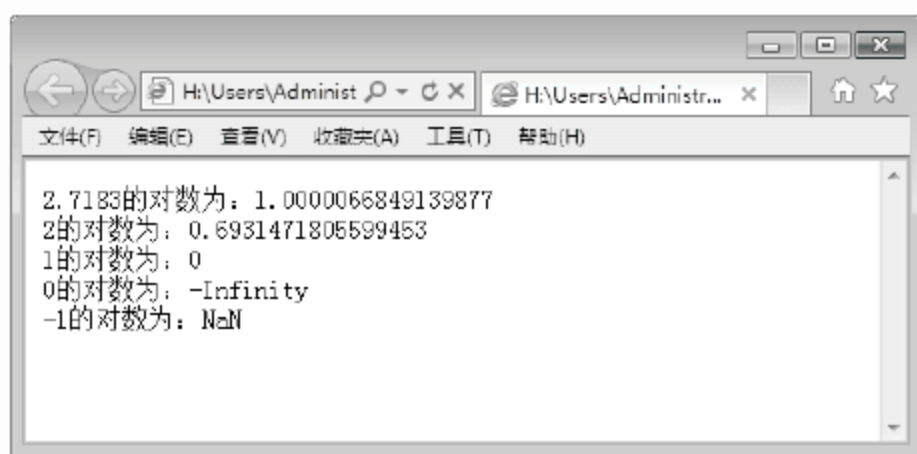 H:\Users\Administ
H:\Users\Administr...
文件(F) 编辑(E) 查看(V) 收藏夹(A) 工具(T) 帮助(H)
2.7183的对数为：1.0000066849139877
2的对数为：0.6931471805599453
1的对数为：0
0的对数为：-Infinity
-1的对数为：NaN